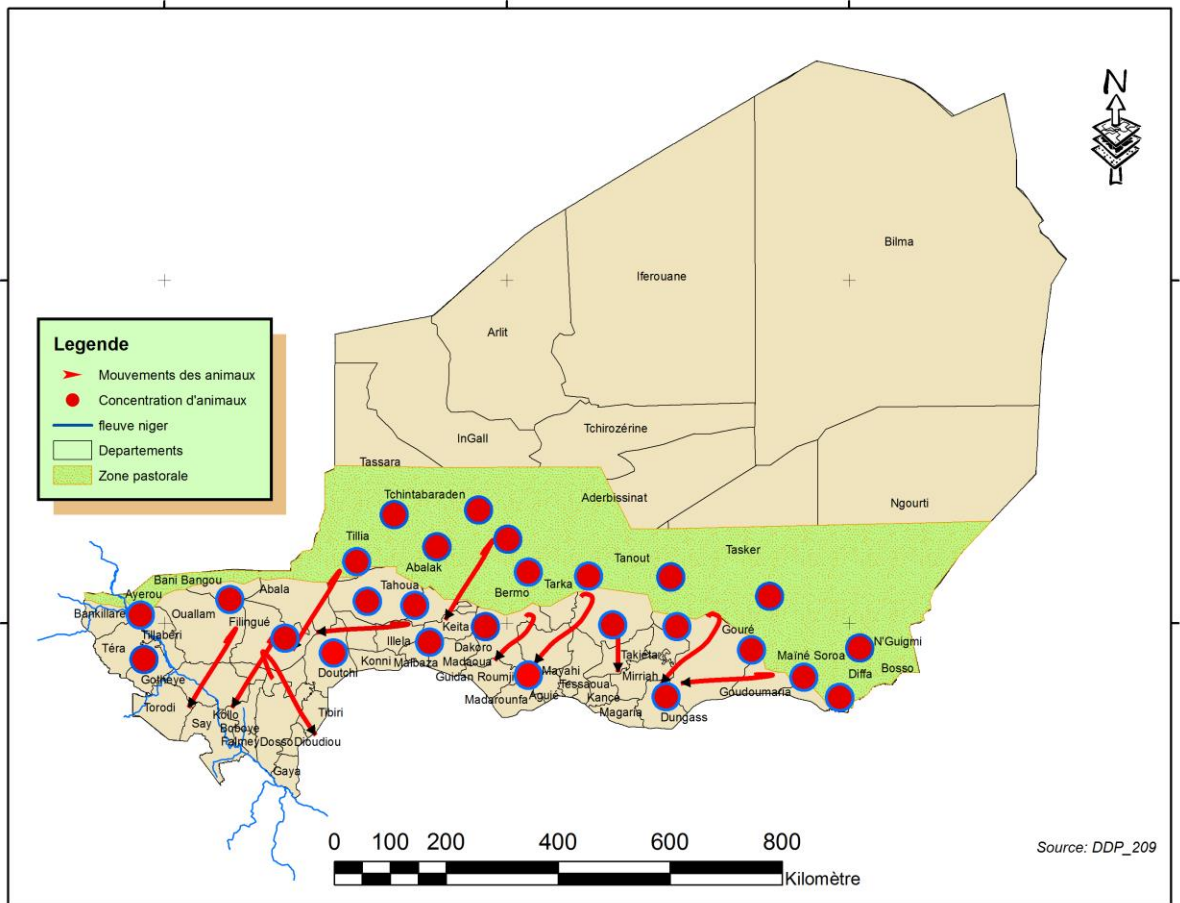 N
Bilma
Iferouane
Arlit
Legende
Mouvements des animaux
Concentration d'animaux
fleuve niger
Departements
Zone pastorale
Tchirozérine
InGall
Tassara
Tchintabaraden
Aderbissinat
Ngourti
Tillia
Abalak
Tanout
Tasker
Bani Bangou
Abala
Tahoua
Bermo
Tarka
Ayerou
Bankillare
Ouallam
Filingué
Tillabéri
Téra
Gotheye
Illela
Keita
Dakoro
Gouré
N'Guigmi
Bosso
Konni
Malbaza
Madaoua
Takiéta
Maïné Soroa
Doutchi
Guidan Roumji
Mayahi
Mirriah
Diffa
Tessaoua
Aguié
Madarounfa
Kançé
Goudoumaria
Torodi
Say
Kollo
Tibiri
Magaria
Dungass
Boboye
Falmey
Dosso
Dioudiou
Gaya
0 100 200 400 600 800
Kilomètre
Source: DDP_209